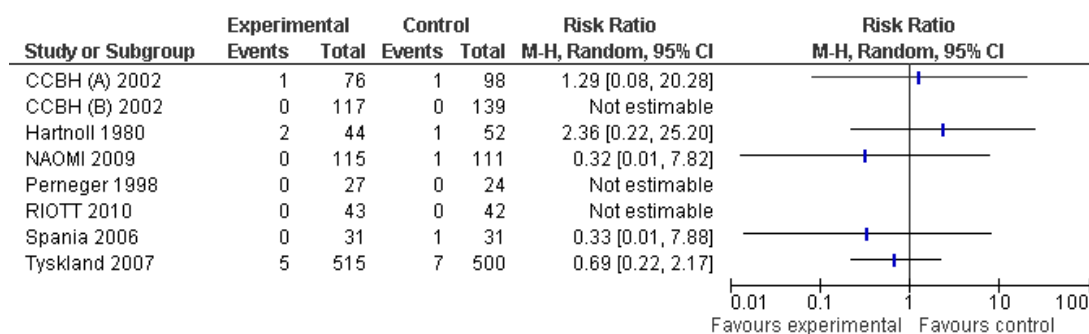 Experimental Control Risk Ratio Risk Ratio
Study or Subgroup Events Total Events Total M-H, Random, 95% CI M-H, Random, 95% CI
CCBH (A) 2002 1 76 1 98 1.29 [0.08, 20.28]
CCBH (B) 2002 0 117 0 139 Not estimable
Hartnoll 1980 2 44 1 52 2.36 [0.22, 25.20]
NAOMI 2009 0 115 1 111 0.32 [0.01, 7.82]
Perneger 1998 0 27 0 24 Not estimable
RIOTT 2010 0 43 0 42 Not estimable
Spania 2006 0 31 1 31 0.33 [0.01, 7.88]
Tyskland 2007 5 515 7 500 0.69 [0.22, 2.17]
0.01 0.1 1 10 100
Favours experimental Favours control